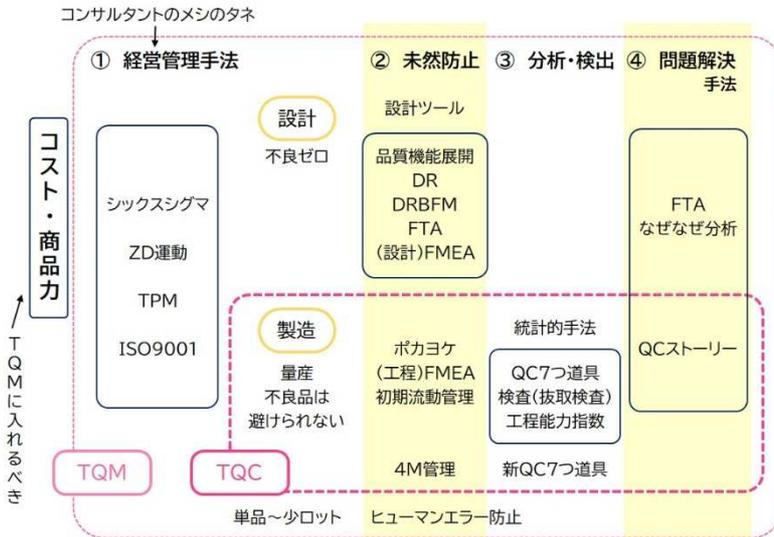 コンサルタントのメシのタネ
① 経営管理手法
② 未然防止
③ 分析・検出
④ 問題解決
手法
コスト・商品力
TQMに入れるべき
シックスシグマ
ZD運動
TPM
ISO9001
設計
不良ゼロ
設計ツール
品質機能展開
DR
DRBFM
FTA
(設計)FMEA
FTA
なぜなぜ分析
QCストーリー
製造
量産
不良品は
避けられない
ポカヨケ
(工程)FMEA
初期流動管理
4M管理
統計的手法
QC7つ道具
検査(抜取検査)
工程能力指数
新QC7つ道具
TQM
TQC
単品～少ロット
ヒューマンエラー防止